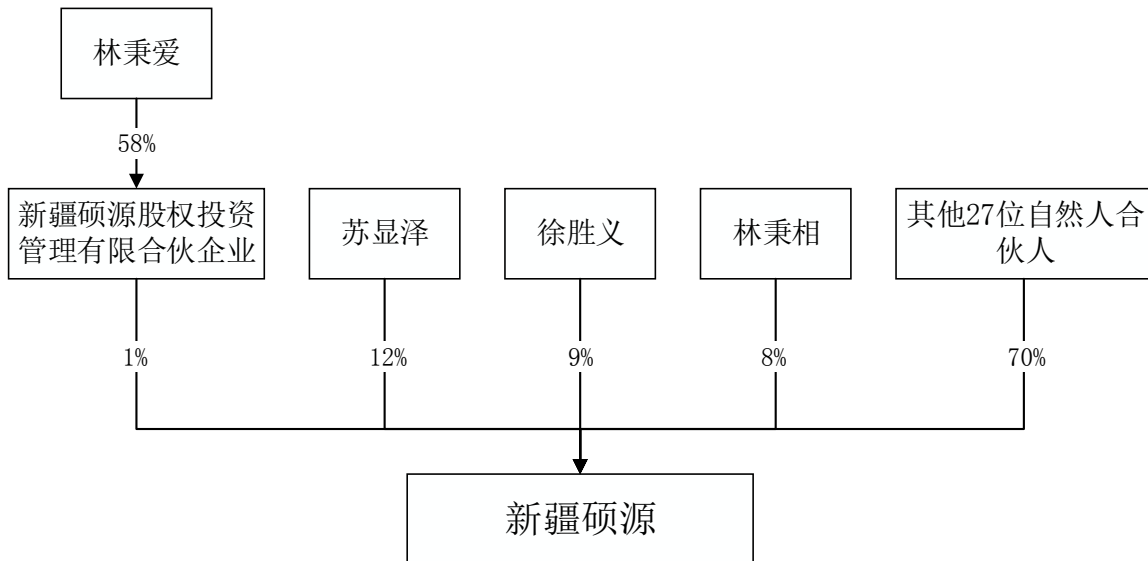 林秉爱
58%
新疆硕源股权投资
管理有限合伙企业
苏显泽
徐胜义
林秉相
其他27位自然人合
伙人
1%
12%
9%
8%
70%
新疆硕源